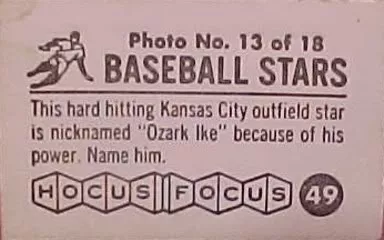 Photo No. 13 of 18
BASEBALL STARS
This hard hitting Kansas City outfield star
is nicknamed "Ozark Ike" because of his
power. Name him.
HOCUS FOCUS 49